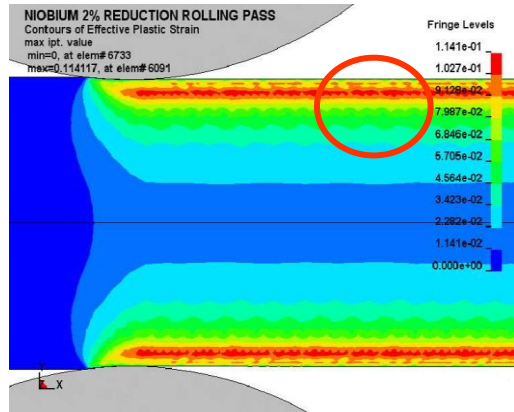 NIOBIUM 2% REDUCTION ROLLING PASS
Contours of Effective Plastic Strain
max ipt. value
min=0, at elem# 6733
max=0.114117, at elem# 6091
Fringe Levels
1.141e-01
1.027e-01
9.128e-02
7.987e-02
6.846e-02
5.705e-02
4.564e-02
3.423e-02
2.282e-02
1.141e-02
0.000e+00
Y
X